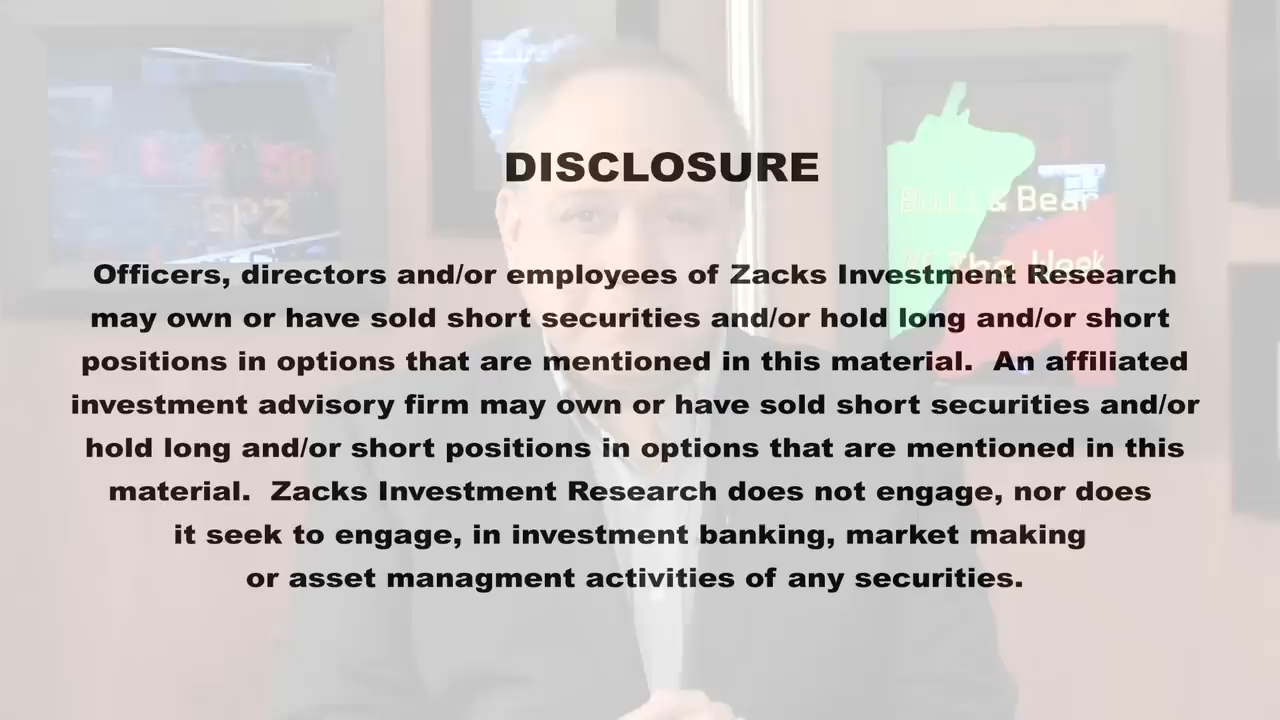 DISCLOSURE
Officers, directors and/or employees of Zacks Investment Research
may own or have sold short securities and/or hold long and/or short
positions in options that are mentioned in this material.  An affiliated
investment advisory firm may own or have sold short securities and/or
hold long and/or short positions in options that are mentioned in this
material.  Zacks Investment Research does not engage, nor does
it seek to engage, in investment banking, market making
or asset managment activities of any securities.
Bull & Bear
The Week